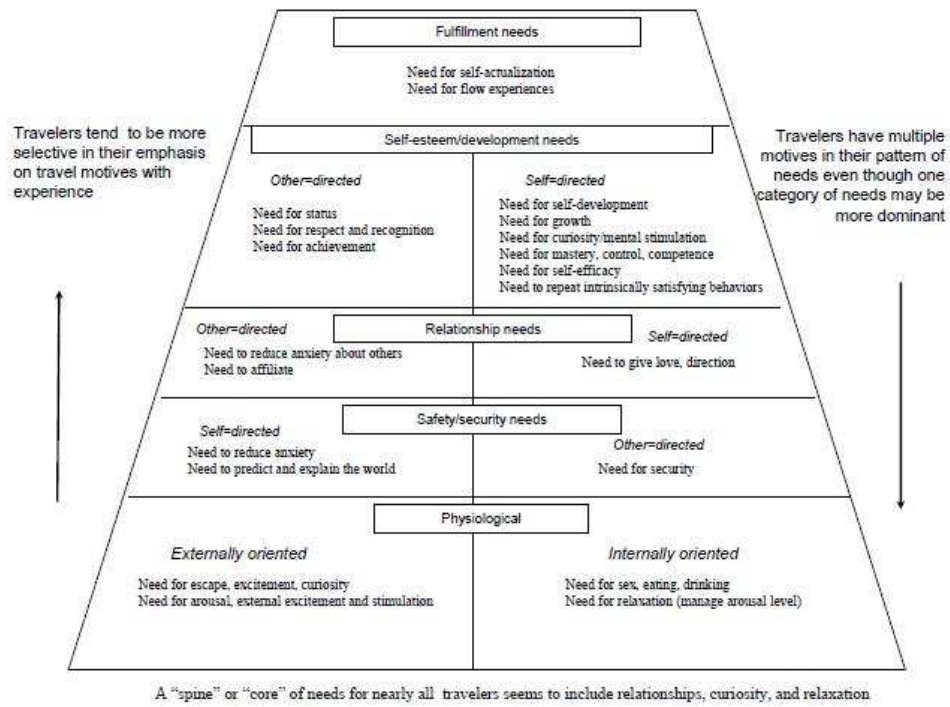 Fulfillment needs
Need for self-actualization
Need for flow experiences
Travelers tend to be more
selective in their emphasis
on travel motives with
experience
Travelers have multiple
motives in their pattern of
needs even though one
category of needs may be
more dominant
Self-esteem/development needs
Other=directed
Need for status
Need for respect and recognition
Need for achievement
Self=directed
Need for self-development
Need for growth
Need for curiosity/mental stimulation
Need for mastery, control, competence
Need for self-efficacy
Need to repeat intrinsically satisfying behaviors
Relationship needs
Other=directed
Need to reduce anxiety about others
Need to affiliate
Self=directed
Need to give love, direction
Safety/security needs
Self=directed
Need to reduce anxiety
Need to predict and explain the world
Other=directed
Need for security
Physiological
Externally oriented
Need for escape, excitement, curiosity
Need for arousal, external excitement and stimulation
Internally oriented
Need for sex, eating, drinking
Need for relaxation (manage arousal level)
A “spine” or “core” of needs for nearly all travelers seems to include relationships, curiosity, and relaxation